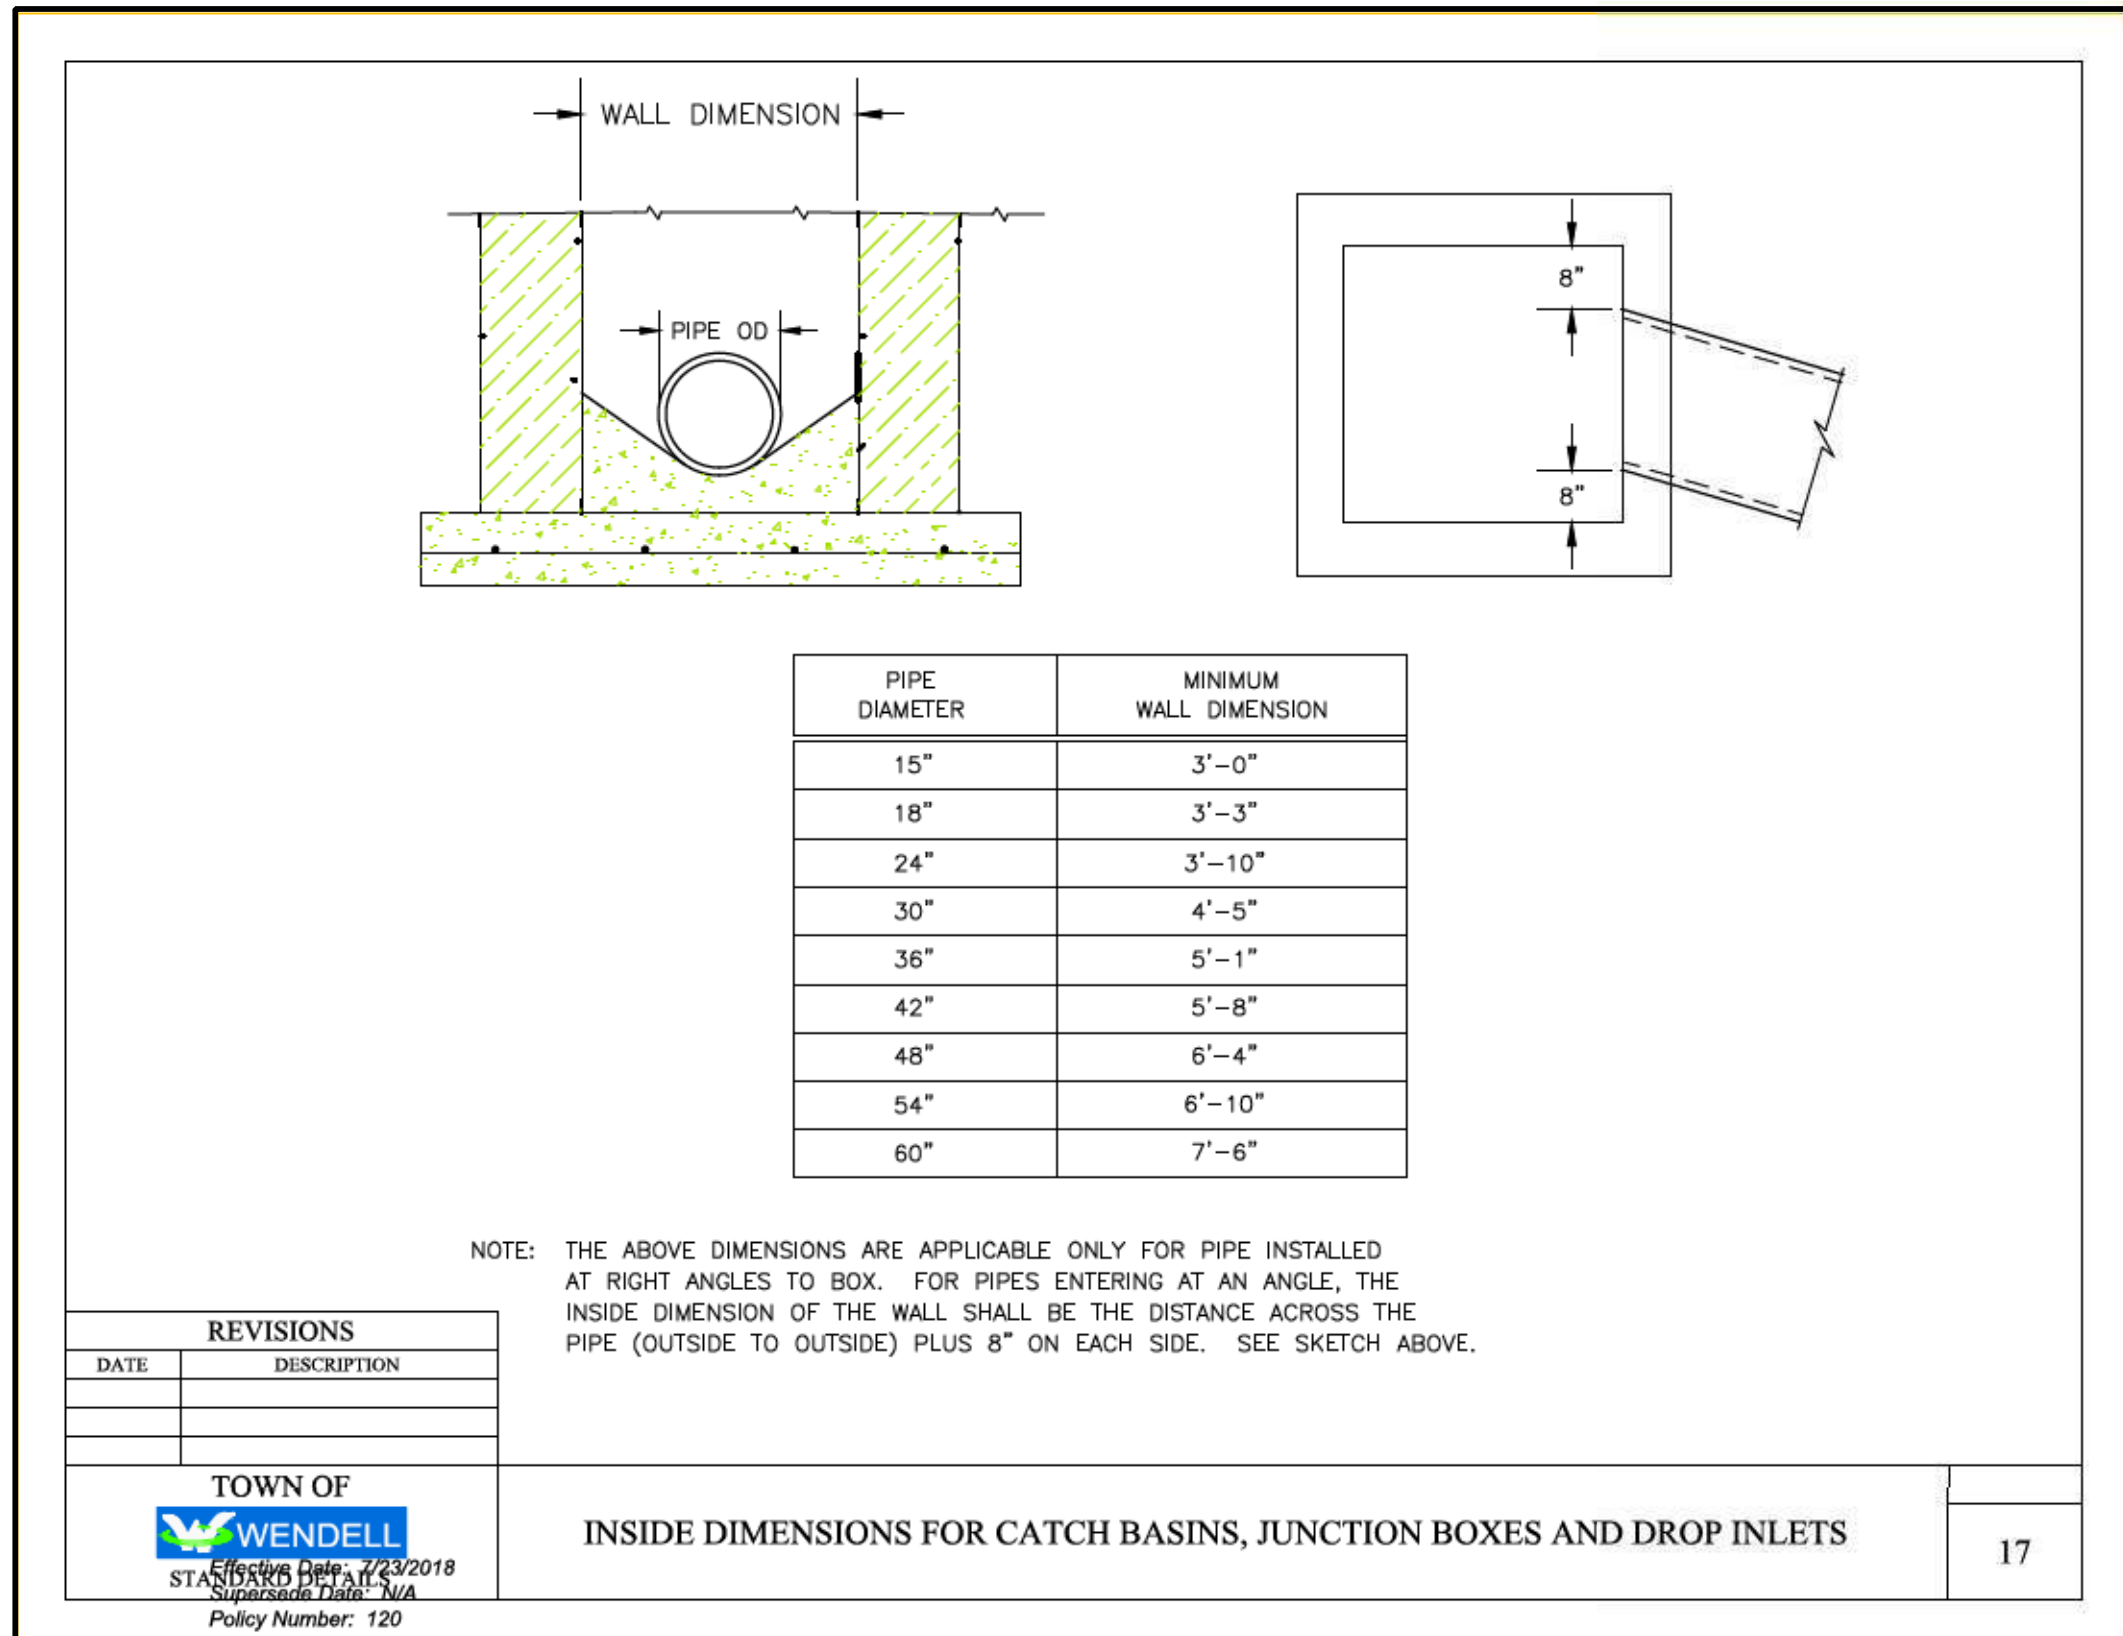 WALL DIMENSION
PIPE OD
8"
8"
PIPE DIAMETER
MINIMUM WALL DIMENSION
15" 3'-0"
18" 3'-3"
24" 3'-10"
30" 4'-5"
36" 5'-1"
42" 5'-8"
48" 6'-4"
54" 6'-10"
60" 7'-6"
NOTE: THE ABOVE DIMENSIONS ARE APPLICABLE ONLY FOR PIPE INSTALLED
AT RIGHT ANGLES TO BOX. FOR PIPES ENTERING AT AN ANGLE, THE
INSIDE DIMENSION OF THE WALL SHALL BE THE DISTANCE ACROSS THE
PIPE (OUTSIDE TO OUTSIDE) PLUS 8" ON EACH SIDE. SEE SKETCH ABOVE.
REVISIONS
DATE DESCRIPTION
TOWN OF
WENDELL
STANDARD DETAILS
Effective Date: 7/23/2018
Supersede Date: N/A
Policy Number: 120
INSIDE DIMENSIONS FOR CATCH BASINS, JUNCTION BOXES AND DROP INLETS
17